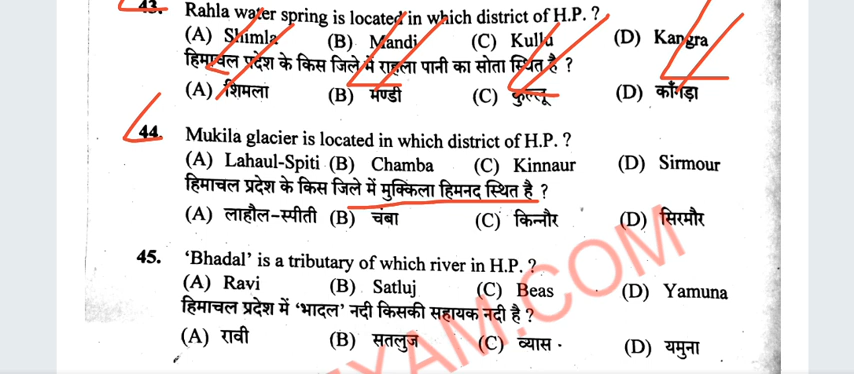 43. Rahla water spring is located in which district of H.P. ?
(A) Shimla (B) Mandi (C) Kullu (D) Kangra
हिमाचल प्रदेश के किस जिले में राहला पानी का सोता स्थित है ?
(A) शिमला (B) मण्डी (C) कुल्लू (D) काँगड़ा
44. Mukila glacier is located in which district of H.P. ?
(A) Lahaul-Spiti (B) Chamba (C) Kinnaur (D) Sirmour
हिमाचल प्रदेश के किस जिले में मुक्किला हिमनद स्थित है ?
(A) लाहौल-स्पीती (B) चंबा (C) किन्नौर (D) सिरमौर
45. 'Bhadal' is a tributary of which river in H.P. ?
(A) Ravi (B) Satluj (C) Beas (D) Yamuna
हिमाचल प्रदेश में 'भादल' नदी किसकी सहायक नदी है ?
(A) रावी (B) सतलुज (C) व्यास (D) यमुना
XAM.COM